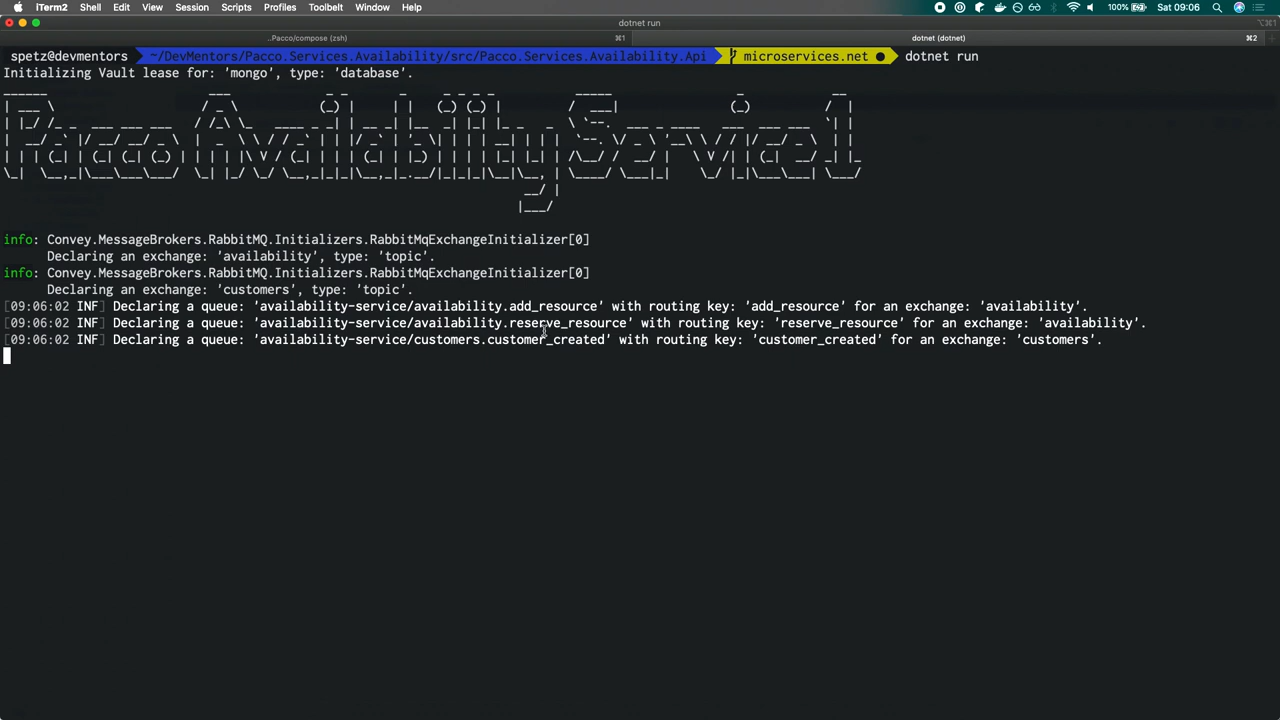 iTerm2 Shell Edit View Session Scripts Profiles Toolbelt Window Help 100% Sat 09:06
dotnet run
..Pacco/compose (zsh) ⌘1 dotnet (dotnet) ⌘2
spetz@devmentors ~/DevMentors/Pacco.Services.Availability/src/Pacco.Services.Availability.Api microservices.net ● dotnet run
Initializing Vault lease for: 'mongo', type: 'database'.
Pacco Availability Service
info: Convey.MessageBrokers.RabbitMQ.Initializers.RabbitMqExchangeInitializer[0]
Declaring an exchange: 'availability', type: 'topic'.
info: Convey.MessageBrokers.RabbitMQ.Initializers.RabbitMqExchangeInitializer[0]
Declaring an exchange: 'customers', type: 'topic'.
[09:06:02 INF] Declaring a queue: 'availability-service/availability.add_resource' with routing key: 'add_resource' for an exchange: 'availability'.
[09:06:02 INF] Declaring a queue: 'availability-service/availability.reserve_resource' with routing key: 'reserve_resource' for an exchange: 'availability'.
[09:06:02 INF] Declaring a queue: 'availability-service/customers.customer_created' with routing key: 'customer_created' for an exchange: 'customers'.